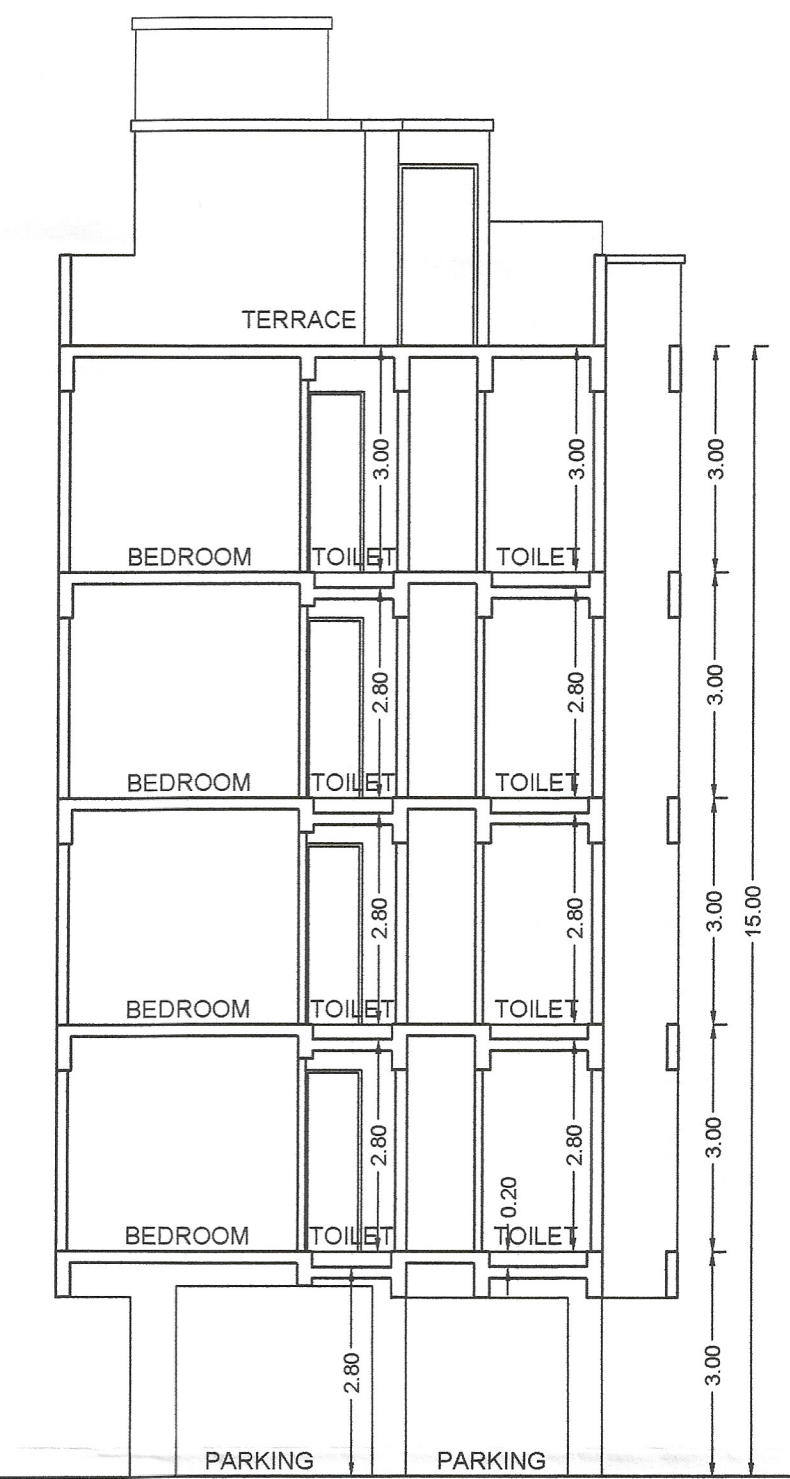 TERRACE
3.00 3.00 3.00
BEDROOM TOILET TOILET
2.80 2.80 3.00
BEDROOM TOILET TOILET
2.80 2.80 3.00 15.00
BEDROOM TOILET TOILET
2.80 2.80 3.00
0.20
BEDROOM TOILET TOILET
2.80 3.00
PARKING PARKING